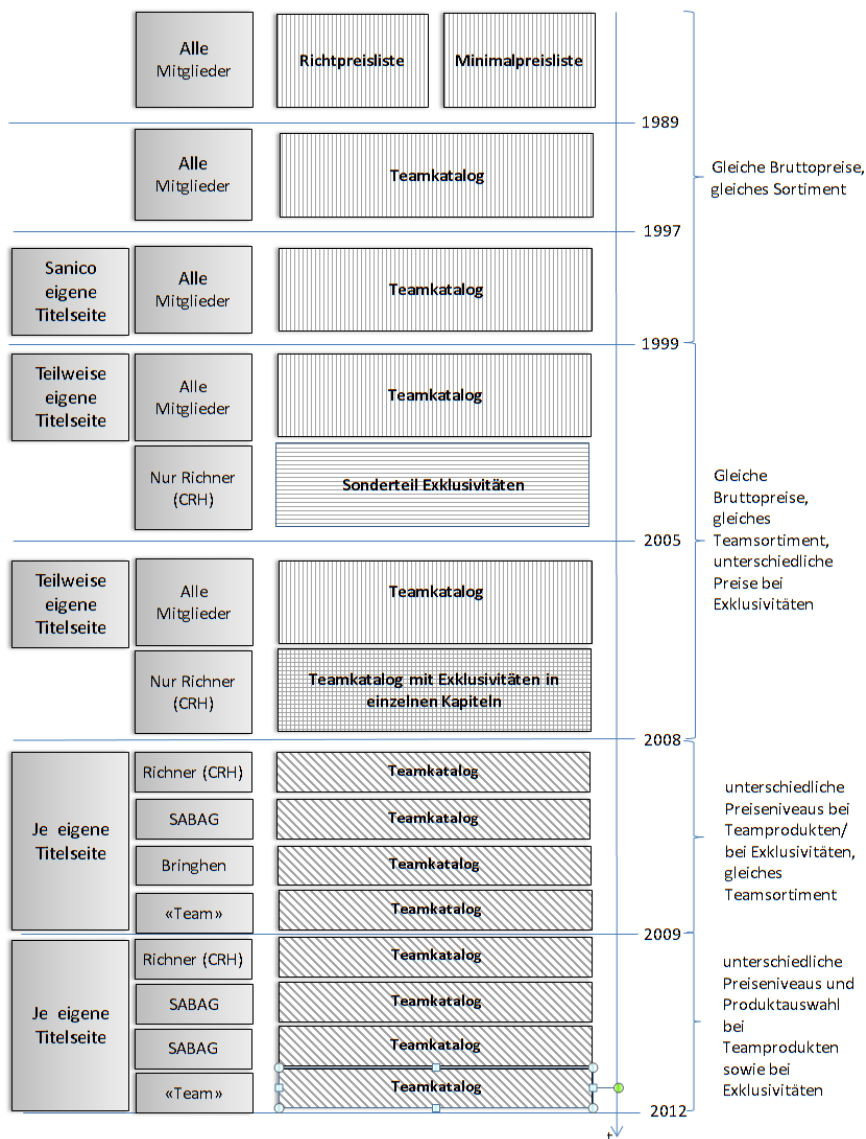 Alle
Mitglieder
Richtpreisliste
Minimalpreisliste
1989
Alle
Mitglieder
Teamkatalog
Gleiche Bruttopreise,
gleiches Sortiment
1997
Sanico
eigene
Titelseite
Alle
Mitglieder
Teamkatalog
1999
Teilweise
eigene
Titelseite
Alle
Mitglieder
Teamkatalog
Nur Richner
(CRH)
Sonderteil Exklusivitäten
Gleiche
Bruttopreise,
gleiches
Teamsortiment,
unterschiedliche
Preise bei
Exklusivitäten
2005
Teilweise
eigene
Titelseite
Alle
Mitglieder
Teamkatalog
Nur Richner
(CRH)
Teamkatalog mit Exklusivitäten in
einzelnen Kapiteln
2008
Je eigene
Titelseite
Richner (CRH)
Teamkatalog
SABAG
Teamkatalog
Bringhen
Teamkatalog
«Team»
Teamkatalog
unterschiedliche
Preiseniveaus bei
Teamprodukten/
bei Exklusivitäten,
gleiches
Teamsortiment
2009
Je eigene
Titelseite
Richner (CRH)
Teamkatalog
SABAG
Teamkatalog
SABAG
Teamkatalog
«Team»
Teamkatalog
unterschiedliche
Preiseniveaus und
Produktauswahl
bei
Teamprodukten
sowie bei
Exklusivitäten
2012
t